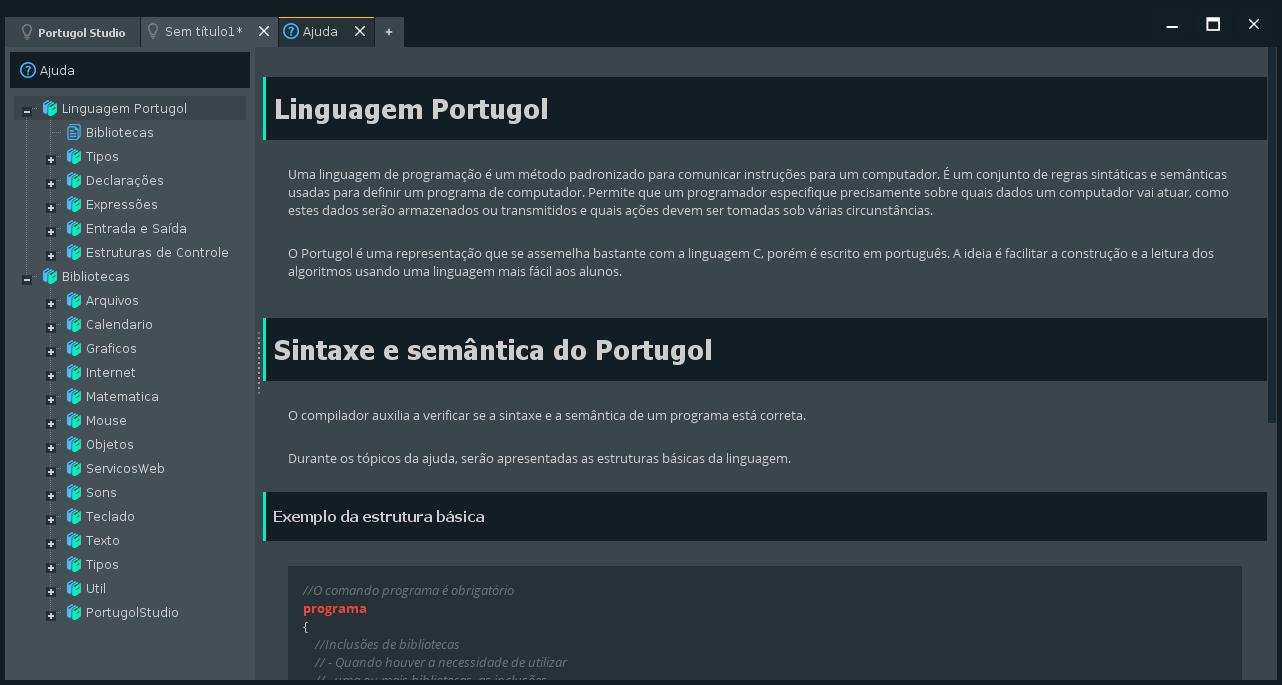 Portugol Studio
Sem título1*
Ajuda
+
Ajuda
Linguagem Portugol
Bibliotecas
Tipos
Declarações
Expressões
Entrada e Saída
Estruturas de Controle
Bibliotecas
Arquivos
Calendario
Graficos
Internet
Matematica
Mouse
Objetos
ServicosWeb
Sons
Teclado
Texto
Tipos
Util
PortugolStudio
Linguagem Portugol
Uma linguagem de programação é um método padronizado para comunicar instruções para um computador. É um conjunto de regras sintáticas e semânticas
usadas para definir um programa de computador. Permite que um programador especifique precisamente sobre quais dados um computador vai atuar, como
estes dados serão armazenados ou transmitidos e quais ações devem ser tomadas sob várias circunstâncias.
O Portugol é uma representação que se assemelha bastante com a linguagem C, porém é escrito em português. A ideia é facilitar a construção e a leitura dos
algoritmos usando uma linguagem mais fácil aos alunos.
Sintaxe e semântica do Portugol
O compilador auxilia a verificar se a sintaxe e a semântica de um programa está correta.
Durante os tópicos da ajuda, serão apresentadas as estruturas básicas da linguagem.
Exemplo da estrutura básica
//O comando programa é obrigatório
programa
{
//Inclusões de bibliotecas
// - Quando houver a necessidade de utilizar
// uma ou mais bibliotecas, as inclusões